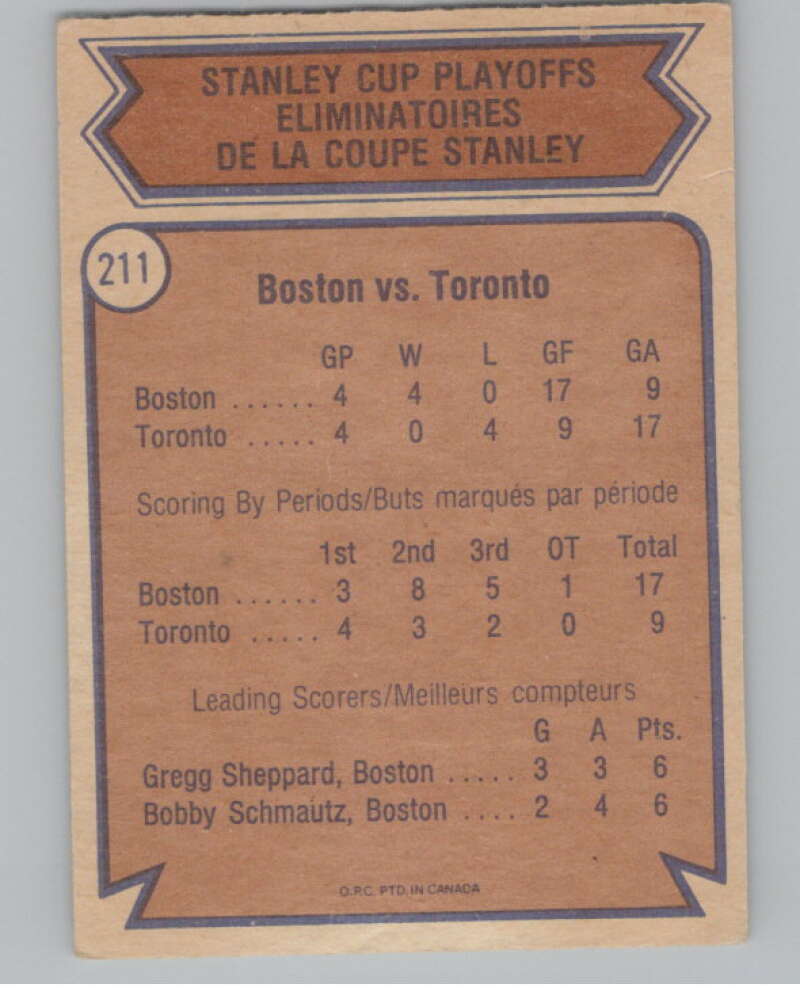 STANLEY CUP PLAYOFFS
ELIMINATOIRES
DE LA COUPE STANLEY
211
Boston vs. Toronto
GP W L GF GA
Boston ...... 4 4 0 17 9
Toronto ..... 4 0 4 9 17
Scoring By Periods/Buts marqués par période
1st 2nd 3rd OT Total
Boston ...... 3 8 5 1 17
Toronto ..... 4 3 2 0 9
Leading Scorers/Meilleurs compteurs
G A Pts.
Gregg Sheppard, Boston ..... 3 3 6
Bobby Schmautz, Boston .... 2 4 6
O.P.C. PTD. IN CANADA